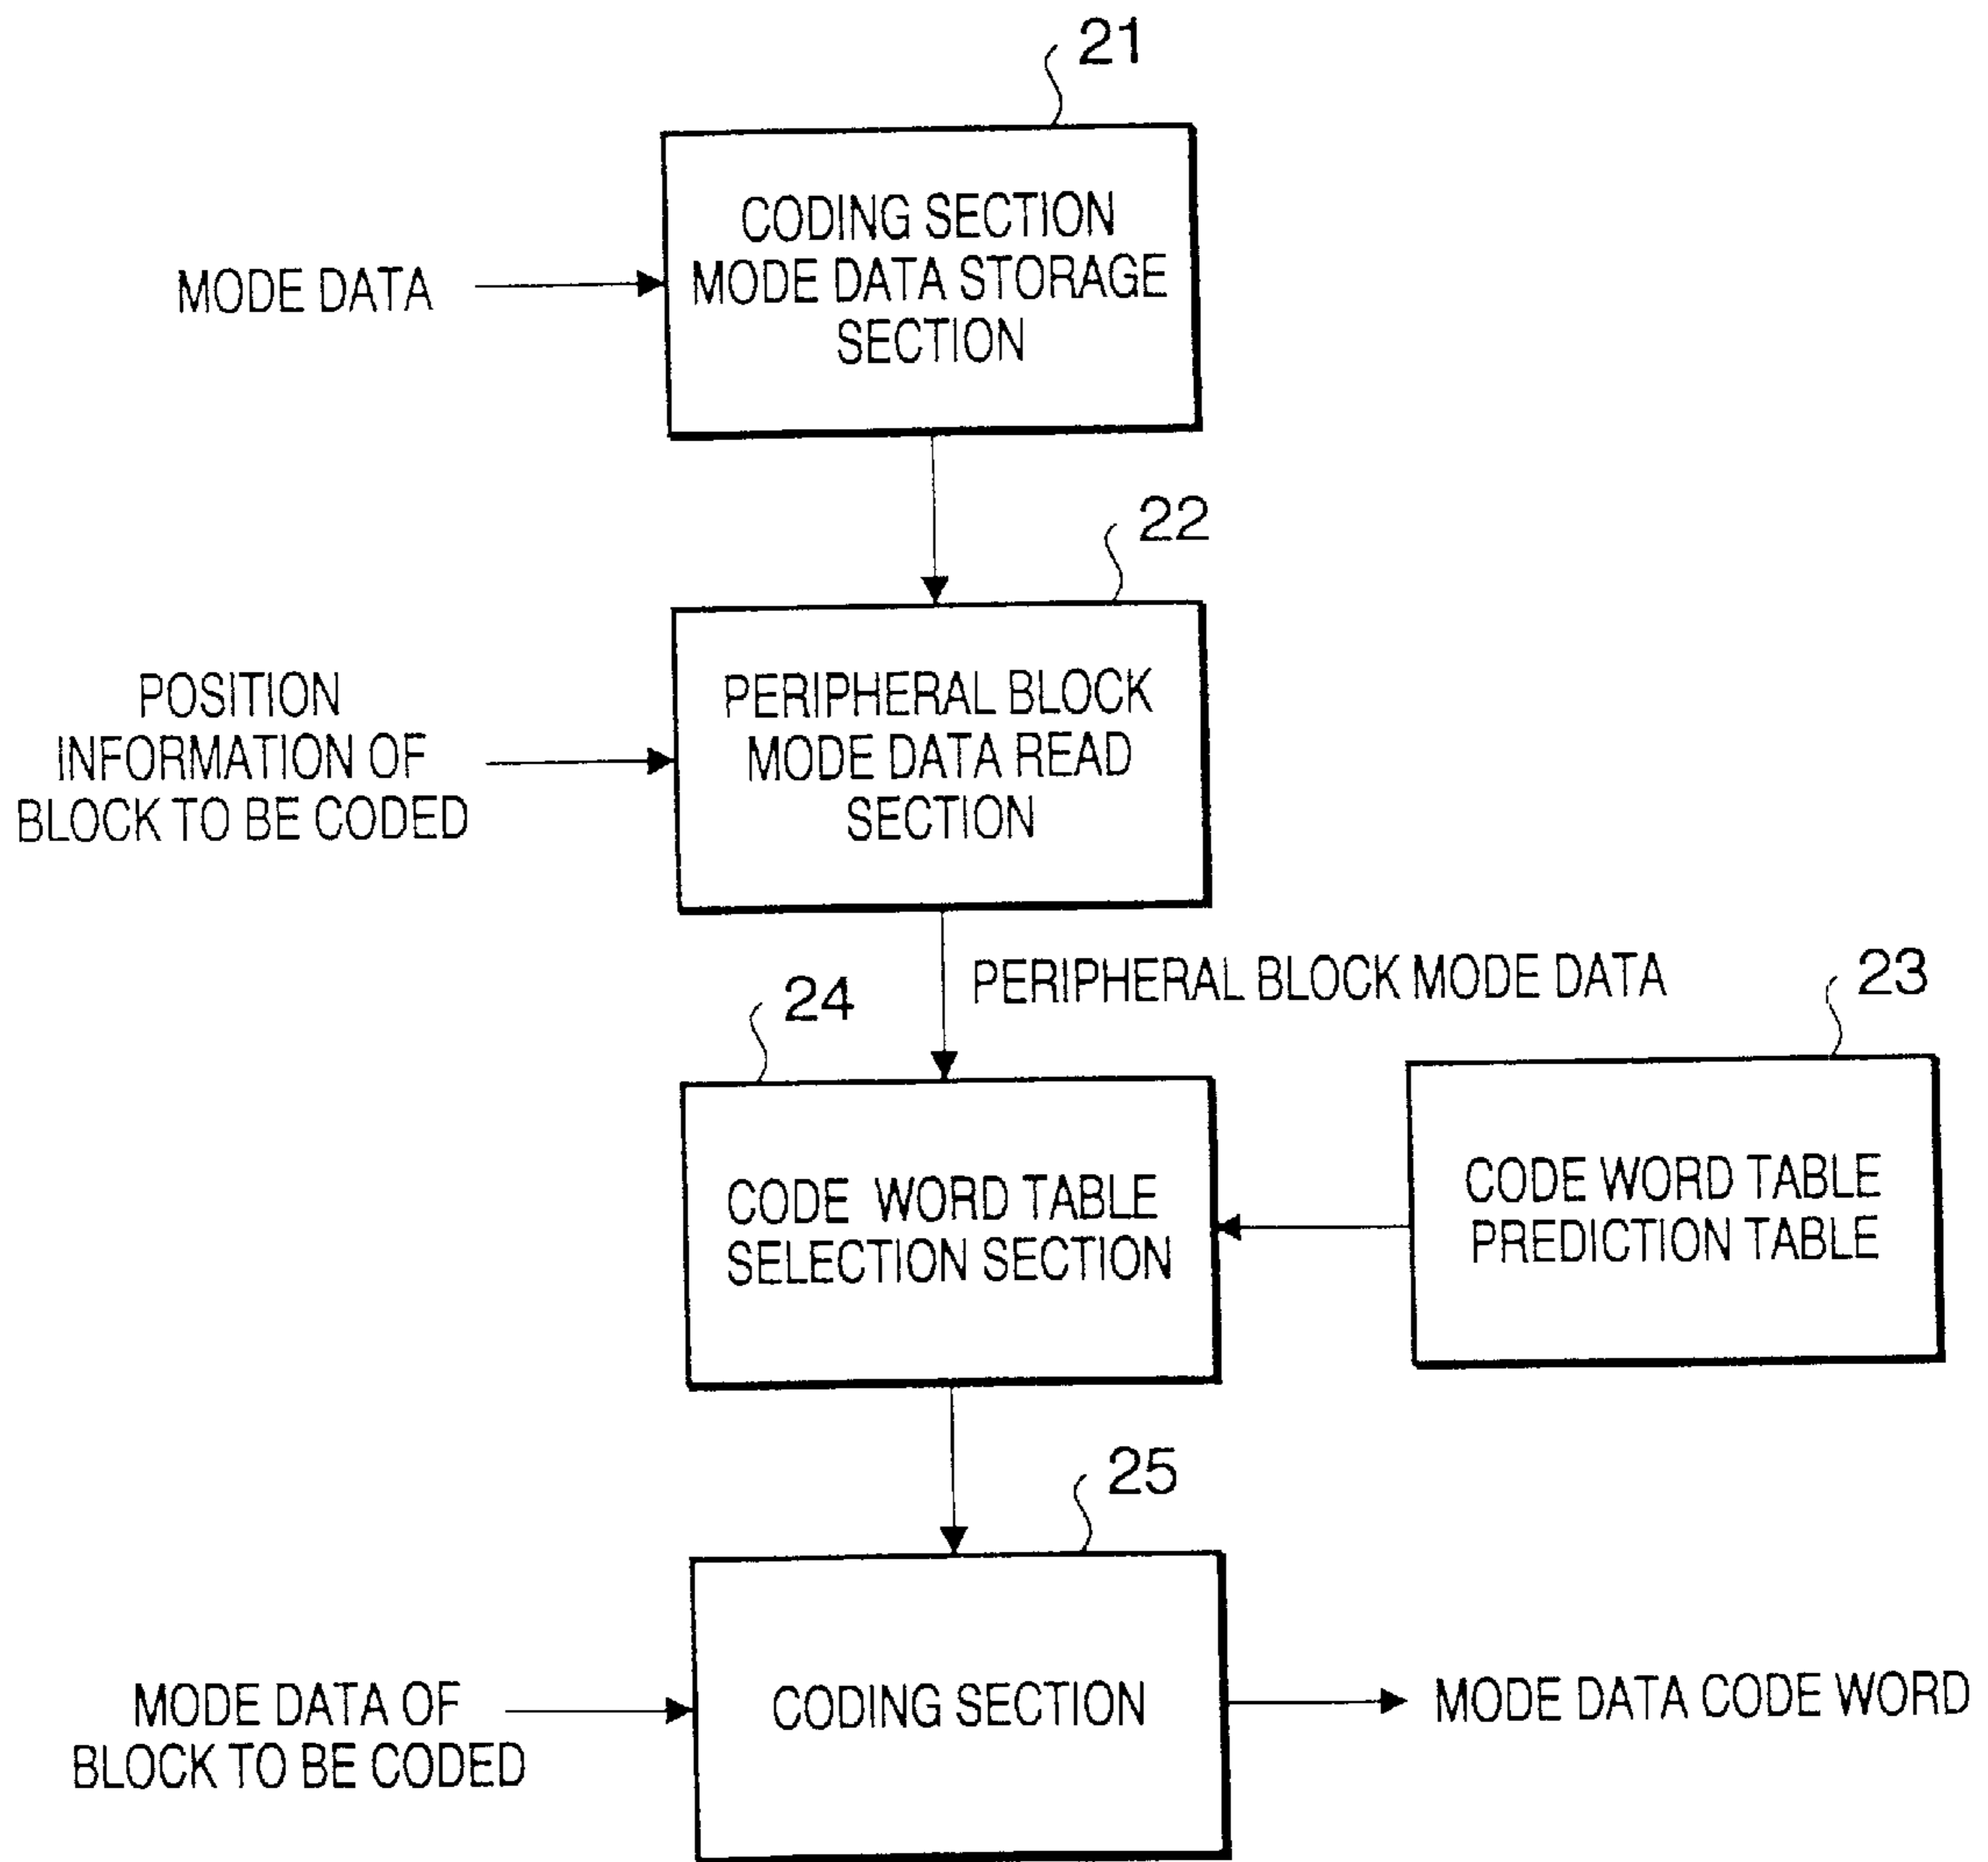 21
CODING SECTION
MODE DATA STORAGE
SECTION
MODE DATA
22
PERIPHERAL BLOCK
MODE DATA READ
SECTION
POSITION
INFORMATION OF
BLOCK TO BE CODED
PERIPHERAL BLOCK MODE DATA
23
24
CODE WORD TABLE
SELECTION SECTION
CODE WORD TABLE
PREDICTION TABLE
25
CODING SECTION
MODE DATA OF
BLOCK TO BE CODED
MODE DATA CODE WORD